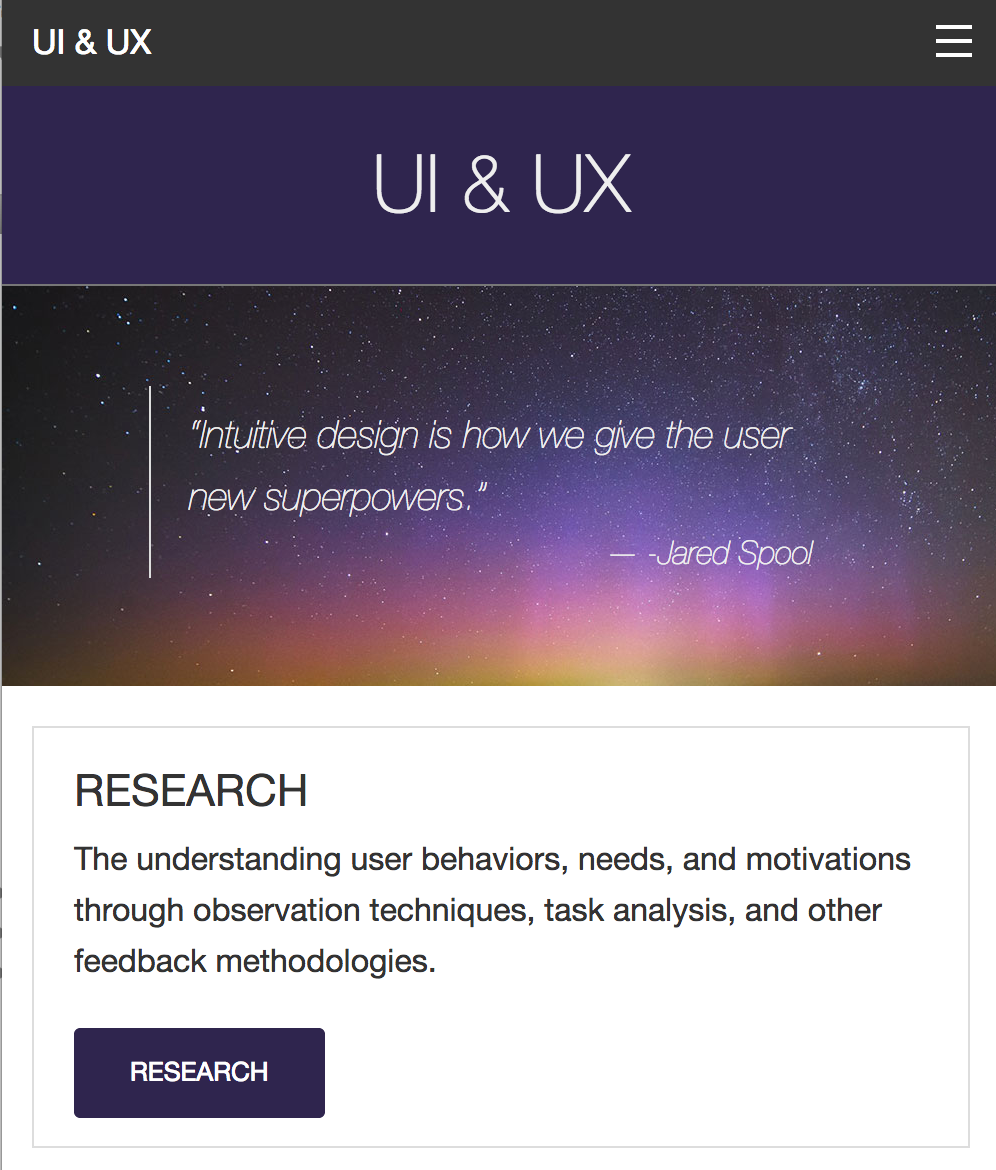 UI & UX
UI & UX
“Intuitive design is how we give the user
new superpowers.”
— -Jared Spool
RESEARCH
The understanding user behaviors, needs, and motivations
through observation techniques, task analysis, and other
feedback methodologies.
RESEARCH